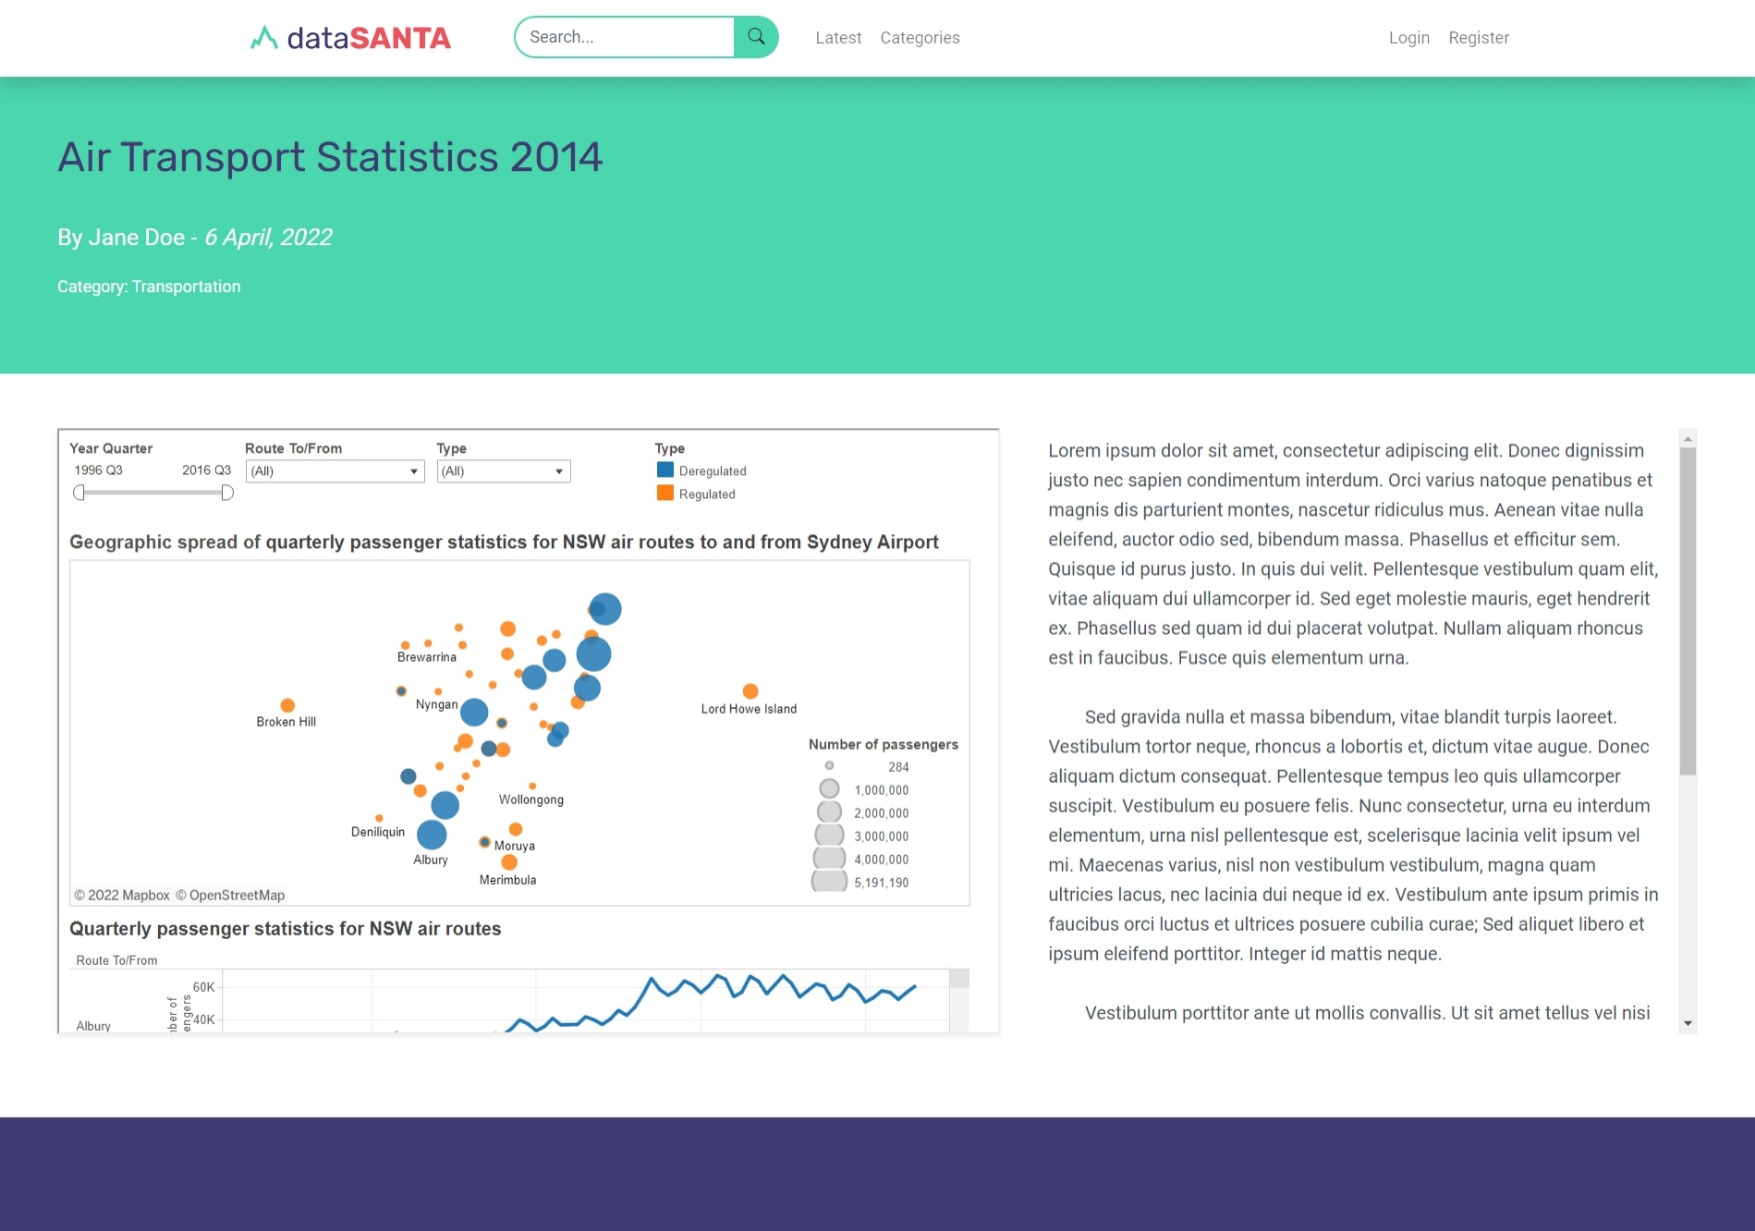 dataSANTA
Search...
Latest Categories
Login Register
Air Transport Statistics 2014
By Jane Doe - 6 April, 2022
Category: Transportation
Year Quarter
1996 Q3 2016 Q3
Route To/From
(All)
Type
(All)
Type
Deregulated
Regulated
Geographic spread of quarterly passenger statistics for NSW air routes to and from Sydney Airport
Brewarrina
Nyngan
Broken Hill
Lord Howe Island
Wollongong
Deniliquin
Albury
Moruya
Merimbula
Number of passengers
284
1,000,000
2,000,000
3,000,000
4,000,000
5,191,190
© 2022 Mapbox © OpenStreetMap
Quarterly passenger statistics for NSW air routes
Route To/From
60K
40K
Albury
Lorem ipsum dolor sit amet, consectetur adipiscing elit. Donec dignissim
justo nec sapien condimentum interdum. Orci varius natoque penatibus et
magnis dis parturient montes, nascetur ridiculus mus. Aenean vitae nulla
eleifend, auctor odio sed, bibendum massa. Phasellus et efficitur sem.
Quisque id purus justo. In quis dui velit. Pellentesque vestibulum quam elit,
vitae aliquam dui ullamcorper id. Sed eget molestie mauris, eget hendrerit
ex. Phasellus sed quam id dui placerat volutpat. Nullam aliquam rhoncus
est in faucibus. Fusce quis elementum urna.
Sed gravida nulla et massa bibendum, vitae blandit turpis laoreet.
Vestibulum tortor neque, rhoncus a lobortis et, dictum vitae augue. Donec
aliquam dictum consequat. Pellentesque tempus leo quis ullamcorper
suscipit. Vestibulum eu posuere felis. Nunc consectetur, urna eu interdum
elementum, urna nisl pellentesque est, scelerisque lacinia velit ipsum vel
mi. Maecenas varius, nisl non vestibulum vestibulum, magna quam
ultricies lacus, nec lacinia dui neque id ex. Vestibulum ante ipsum primis in
faucibus orci luctus et ultrices posuere cubilia curae; Sed aliquet libero et
ipsum eleifend porttitor. Integer id mattis neque.
Vestibulum porttitor ante ut mollis convallis. Ut sit amet tellus vel nisi